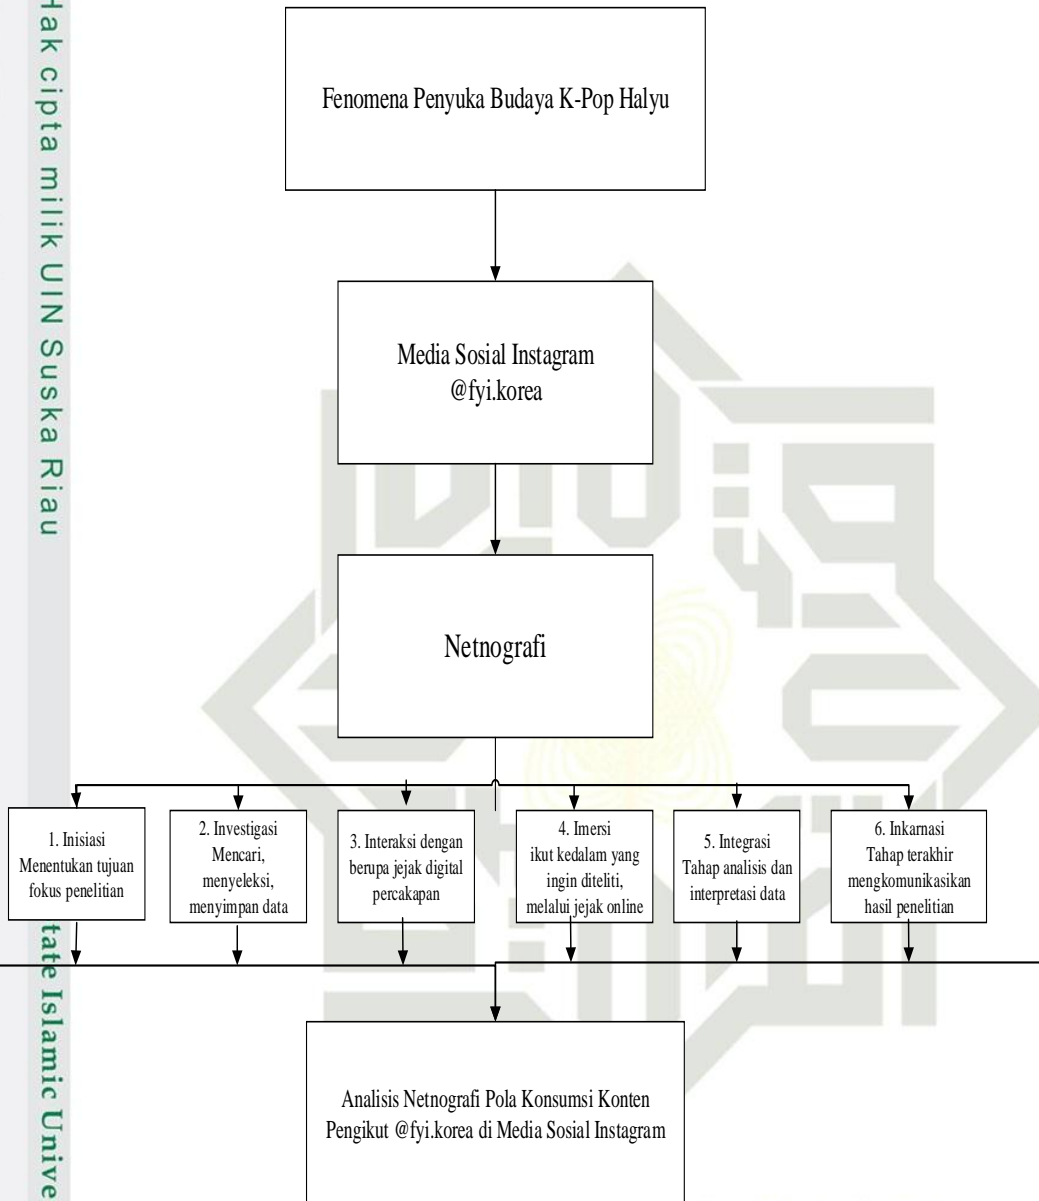 Hak cipta milik UIN Suska Riau
Fenomena Penyuka Budaya K-Pop Halyu
Media Sosial Instagram
@fyi.korea
Netnografi
1. Inisiasi
Menentukan tujuan
fokus penelitian
2. Investigasi
Mencari,
menyeleksi,
menyimpan data
3. Interaksi dengan
berupa jejak digital
percakapan
4. Imersi
ikut kedalam yang
ingin diteliti,
melalui jejak online
5. Integrasi
Tahap analisis dan
interpretasi data
6. Inkarnasi
Tahap terakhir
mengkomunikasikan
hasil penelitian
tate Islamic Unive
Analisis Netnografi Pola Konsumsi Konten
Pengikut @fyi.korea di Media Sosial Instagram